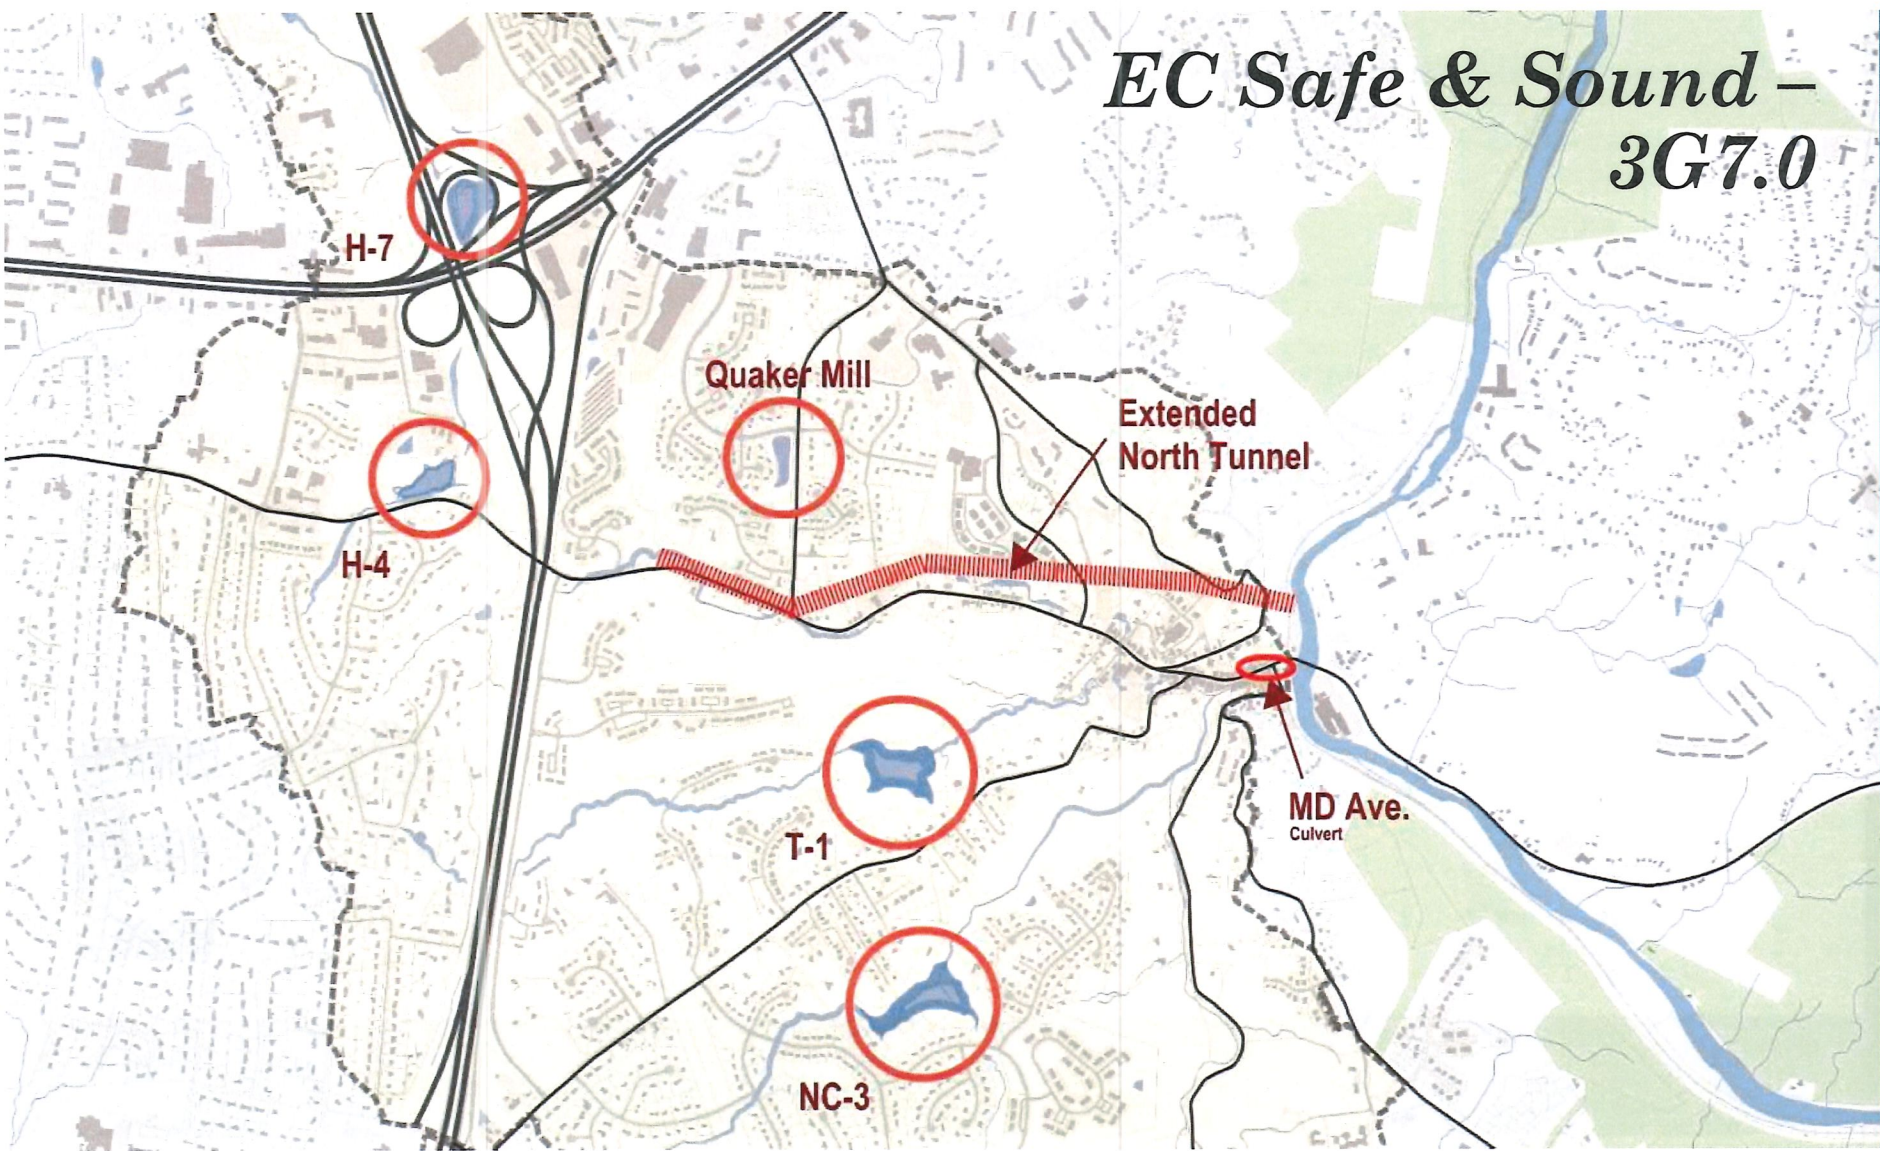 EC Safe & Sound –
3G7.0
H-7
Quaker Mill
Extended
North Tunnel
H-4
MD Ave.
Culvert
T-1
NC-3